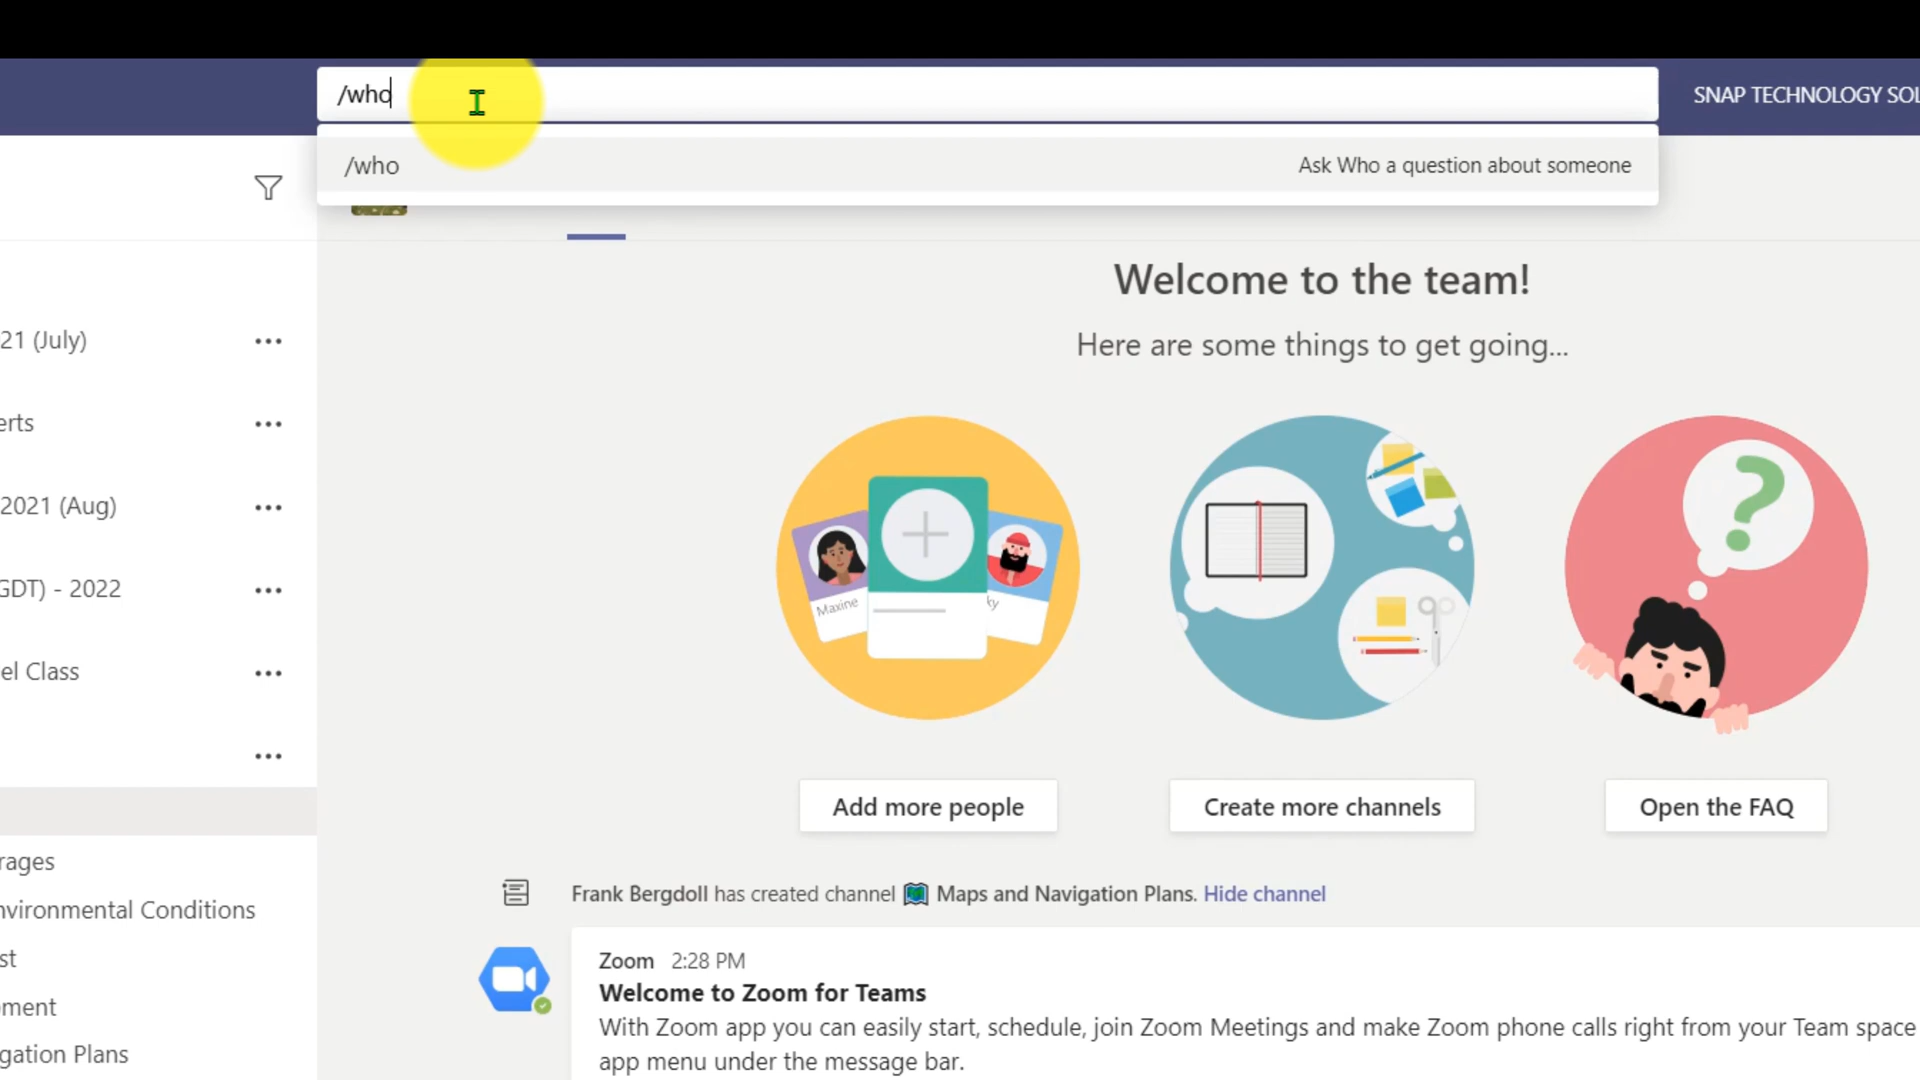 /who
SNAP TECHNOLOGY SOL
/who Ask Who a question about someone
Welcome to the team!
Here are some things to get going...
21 (July)
erts
2021 (Aug)
GDT) - 2022
el Class
Maxine
ky
Add more people
Create more channels
Open the FAQ
rages
nvironmental Conditions
st
oment
gation Plans
Frank Bergdoll has created channel Maps and Navigation Plans. Hide channel
Zoom 2:28 PM
Welcome to Zoom for Teams
With Zoom app you can easily start, schedule, join Zoom Meetings and make Zoom phone calls right from your Team space
app menu under the message bar.